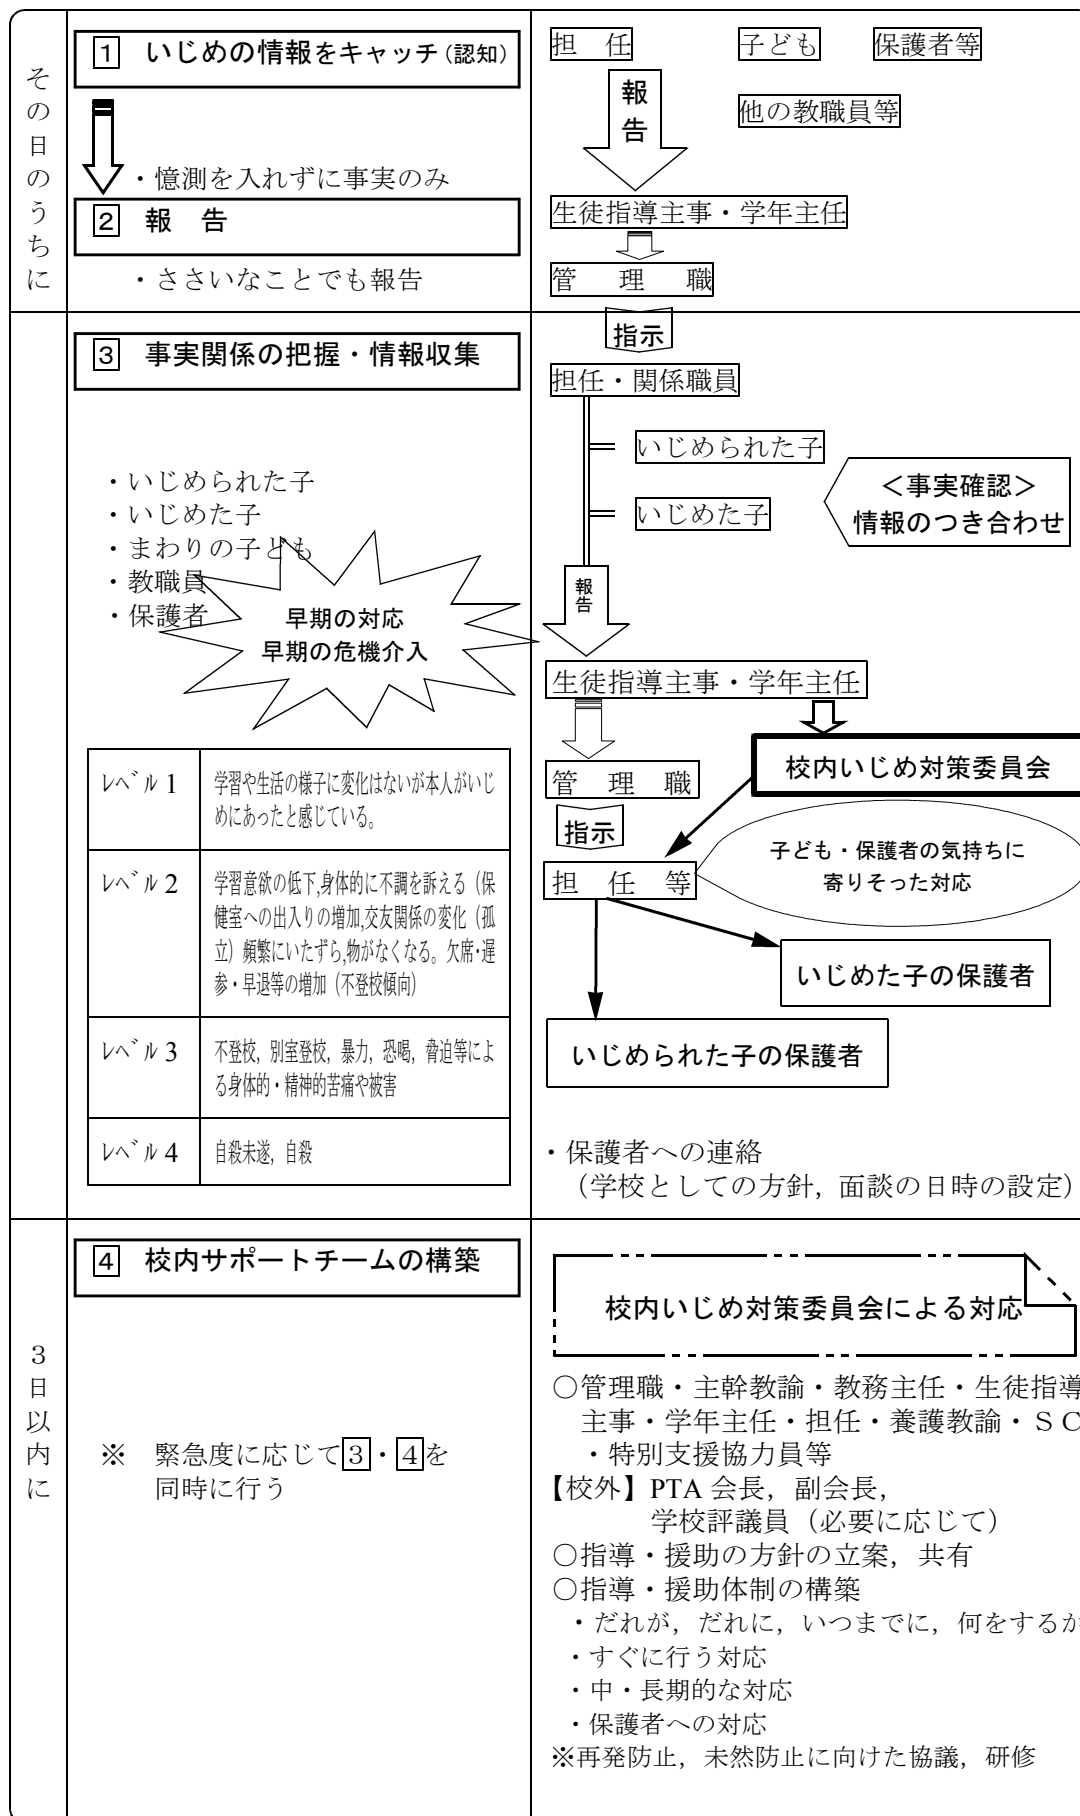 そ
の
日
の
う
ち
に
1 いじめの情報をキャッチ(認知)
・憶測を入れずに事実のみ
2 報 告
・ささいなことでも報告
担 任 子ども 保護者等
報
告
他の教職員等
生徒指導主事・学年主任
管 理 職
指示
3 事実関係の把握・情報収集
・いじめられた子
・いじめた子
・まわりの子ども
・教職員
・保護者
早期の対応
早期の危機介入
レベル1 学習や生活の様子に変化はないが本人がいじ
めにあったと感じている。
レベル2 学習意欲の低下,身体的に不調を訴える(保
健室への出入りの増加,交友関係の変化(孤
立)頻繁にいたずら,物がなくなる。欠席・遅
参・早退等の増加(不登校傾向)
レベル3 不登校,別室登校,暴力,恐喝,脅迫等によ
る身体的・精神的苦痛や被害
レベル4 自殺未遂,自殺
担任・関係職員
いじめられた子
いじめた子
<事実確認>
情報のつき合わせ
報
告
生徒指導主事・学年主任
校内いじめ対策委員会
管 理 職
指示
子ども・保護者の気持ちに
寄りそった対応
担 任 等
いじめた子の保護者
いじめられた子の保護者
・保護者への連絡
(学校としての方針,面談の日時の設定)
3
日
以
内
に
4 校内サポートチームの構築
※ 緊急度に応じて3・4を
同時に行う
校内いじめ対策委員会による対応
○管理職・主幹教諭・教務主任・生徒指導
主事・学年主任・担任・養護教諭・SC
・特別支援協力員等
【校外】PTA会長,副会長,
学校評議員(必要に応じて)
○指導・援助の方針の立案,共有
○指導・援助体制の構築
・だれが,だれに,いつまでに,何をするか
・すぐに行う対応
・中・長期的な対応
・保護者への対応
※再発防止,未然防止に向けた協議,研修